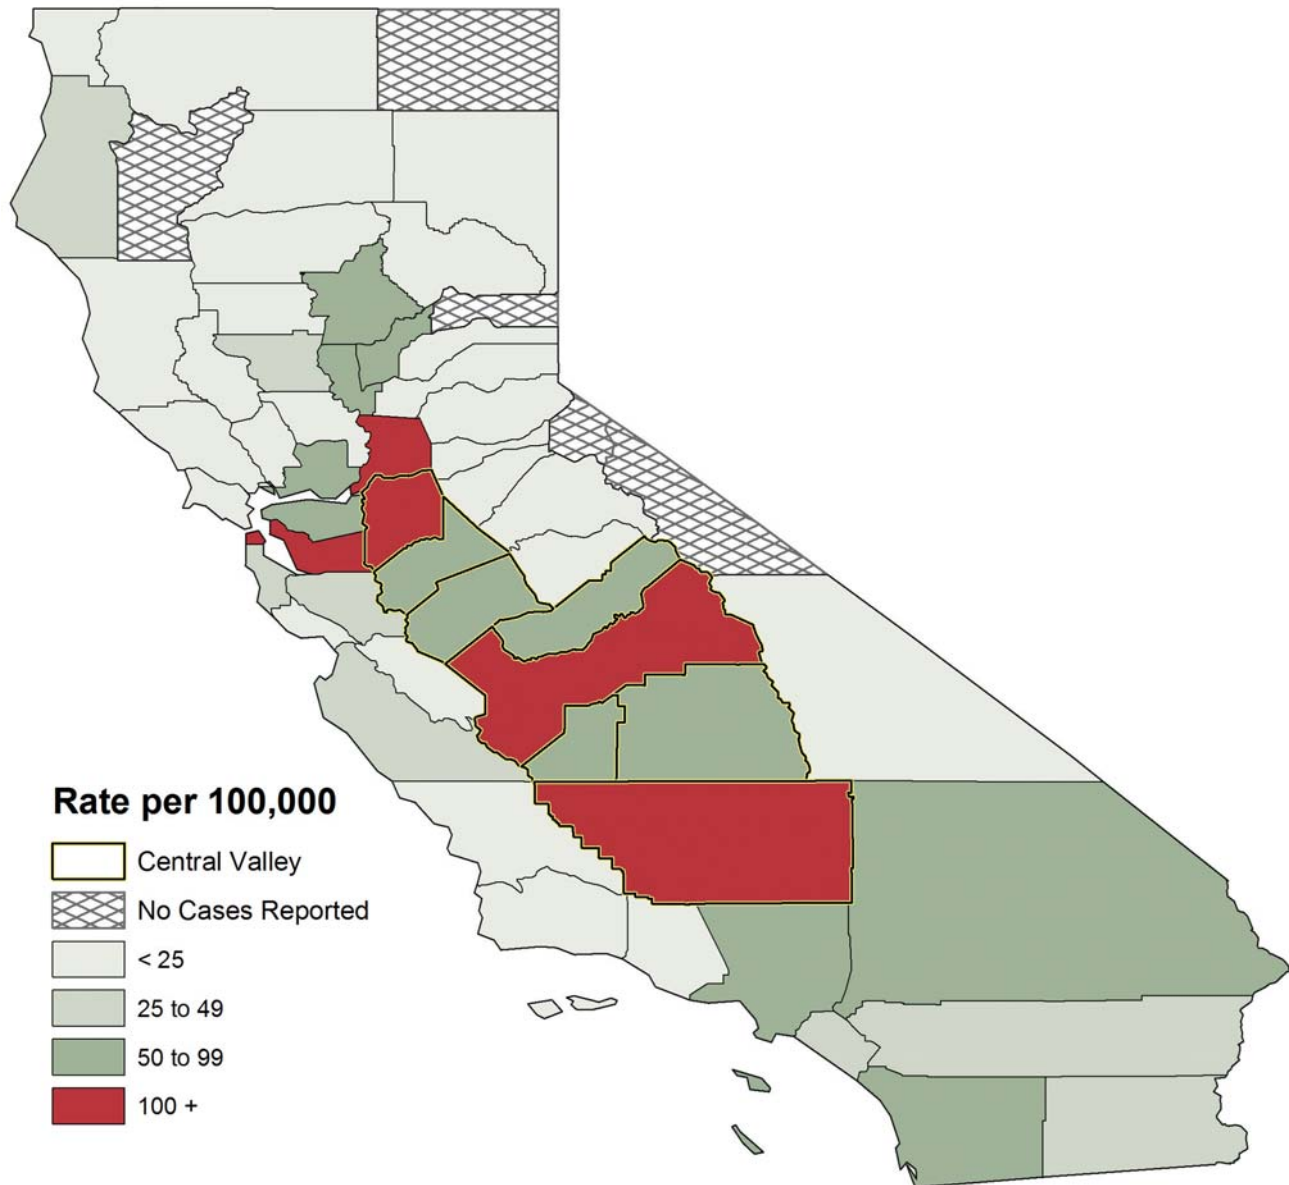 Rate per 100,000
Central Valley
No Cases Reported
< 25
25 to 49
50 to 99
100 +